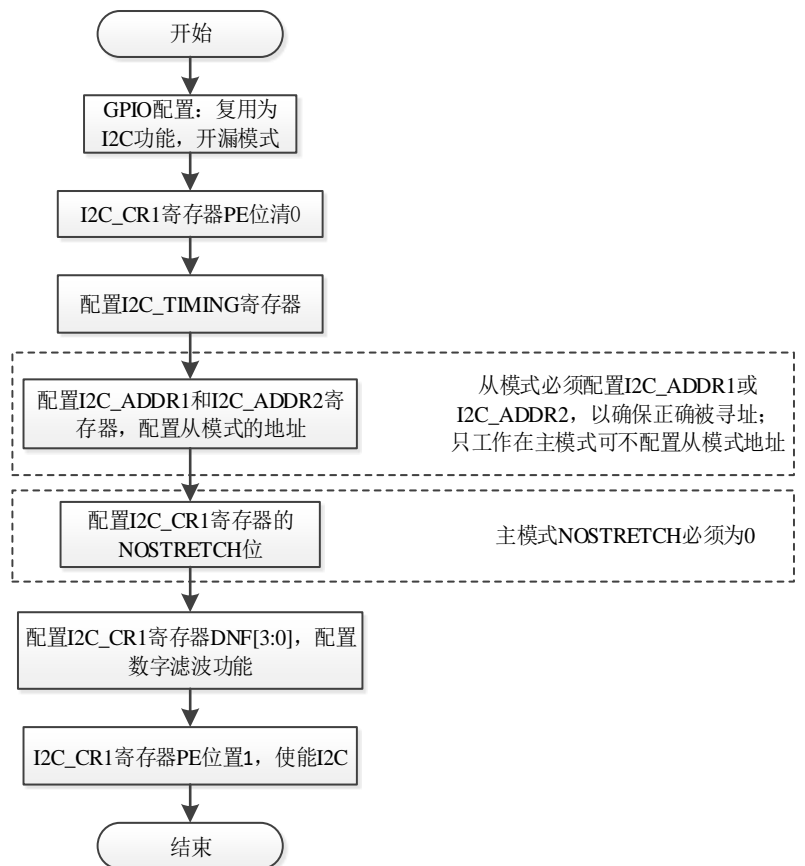 开始
GPIO配置：复用为
I2C功能，开漏模式
I2C_CR1寄存器PE位清0
配置I2C_TIMING寄存器
配置I2C_ADDR1和I2C_ADDR2寄
存器，配置从模式的地址
从模式必须配置I2C_ADDR1或
I2C_ADDR2，以确保正确被寻址；
只工作在主模式可不配置从模式地址
配置I2C_CR1寄存器的
NOSTRETCH位
主模式NOSTRETCH必须为0
配置I2C_CR1寄存器DNF[3:0]，配置
数字滤波功能
I2C_CR1寄存器PE位置1，使能I2C
结束